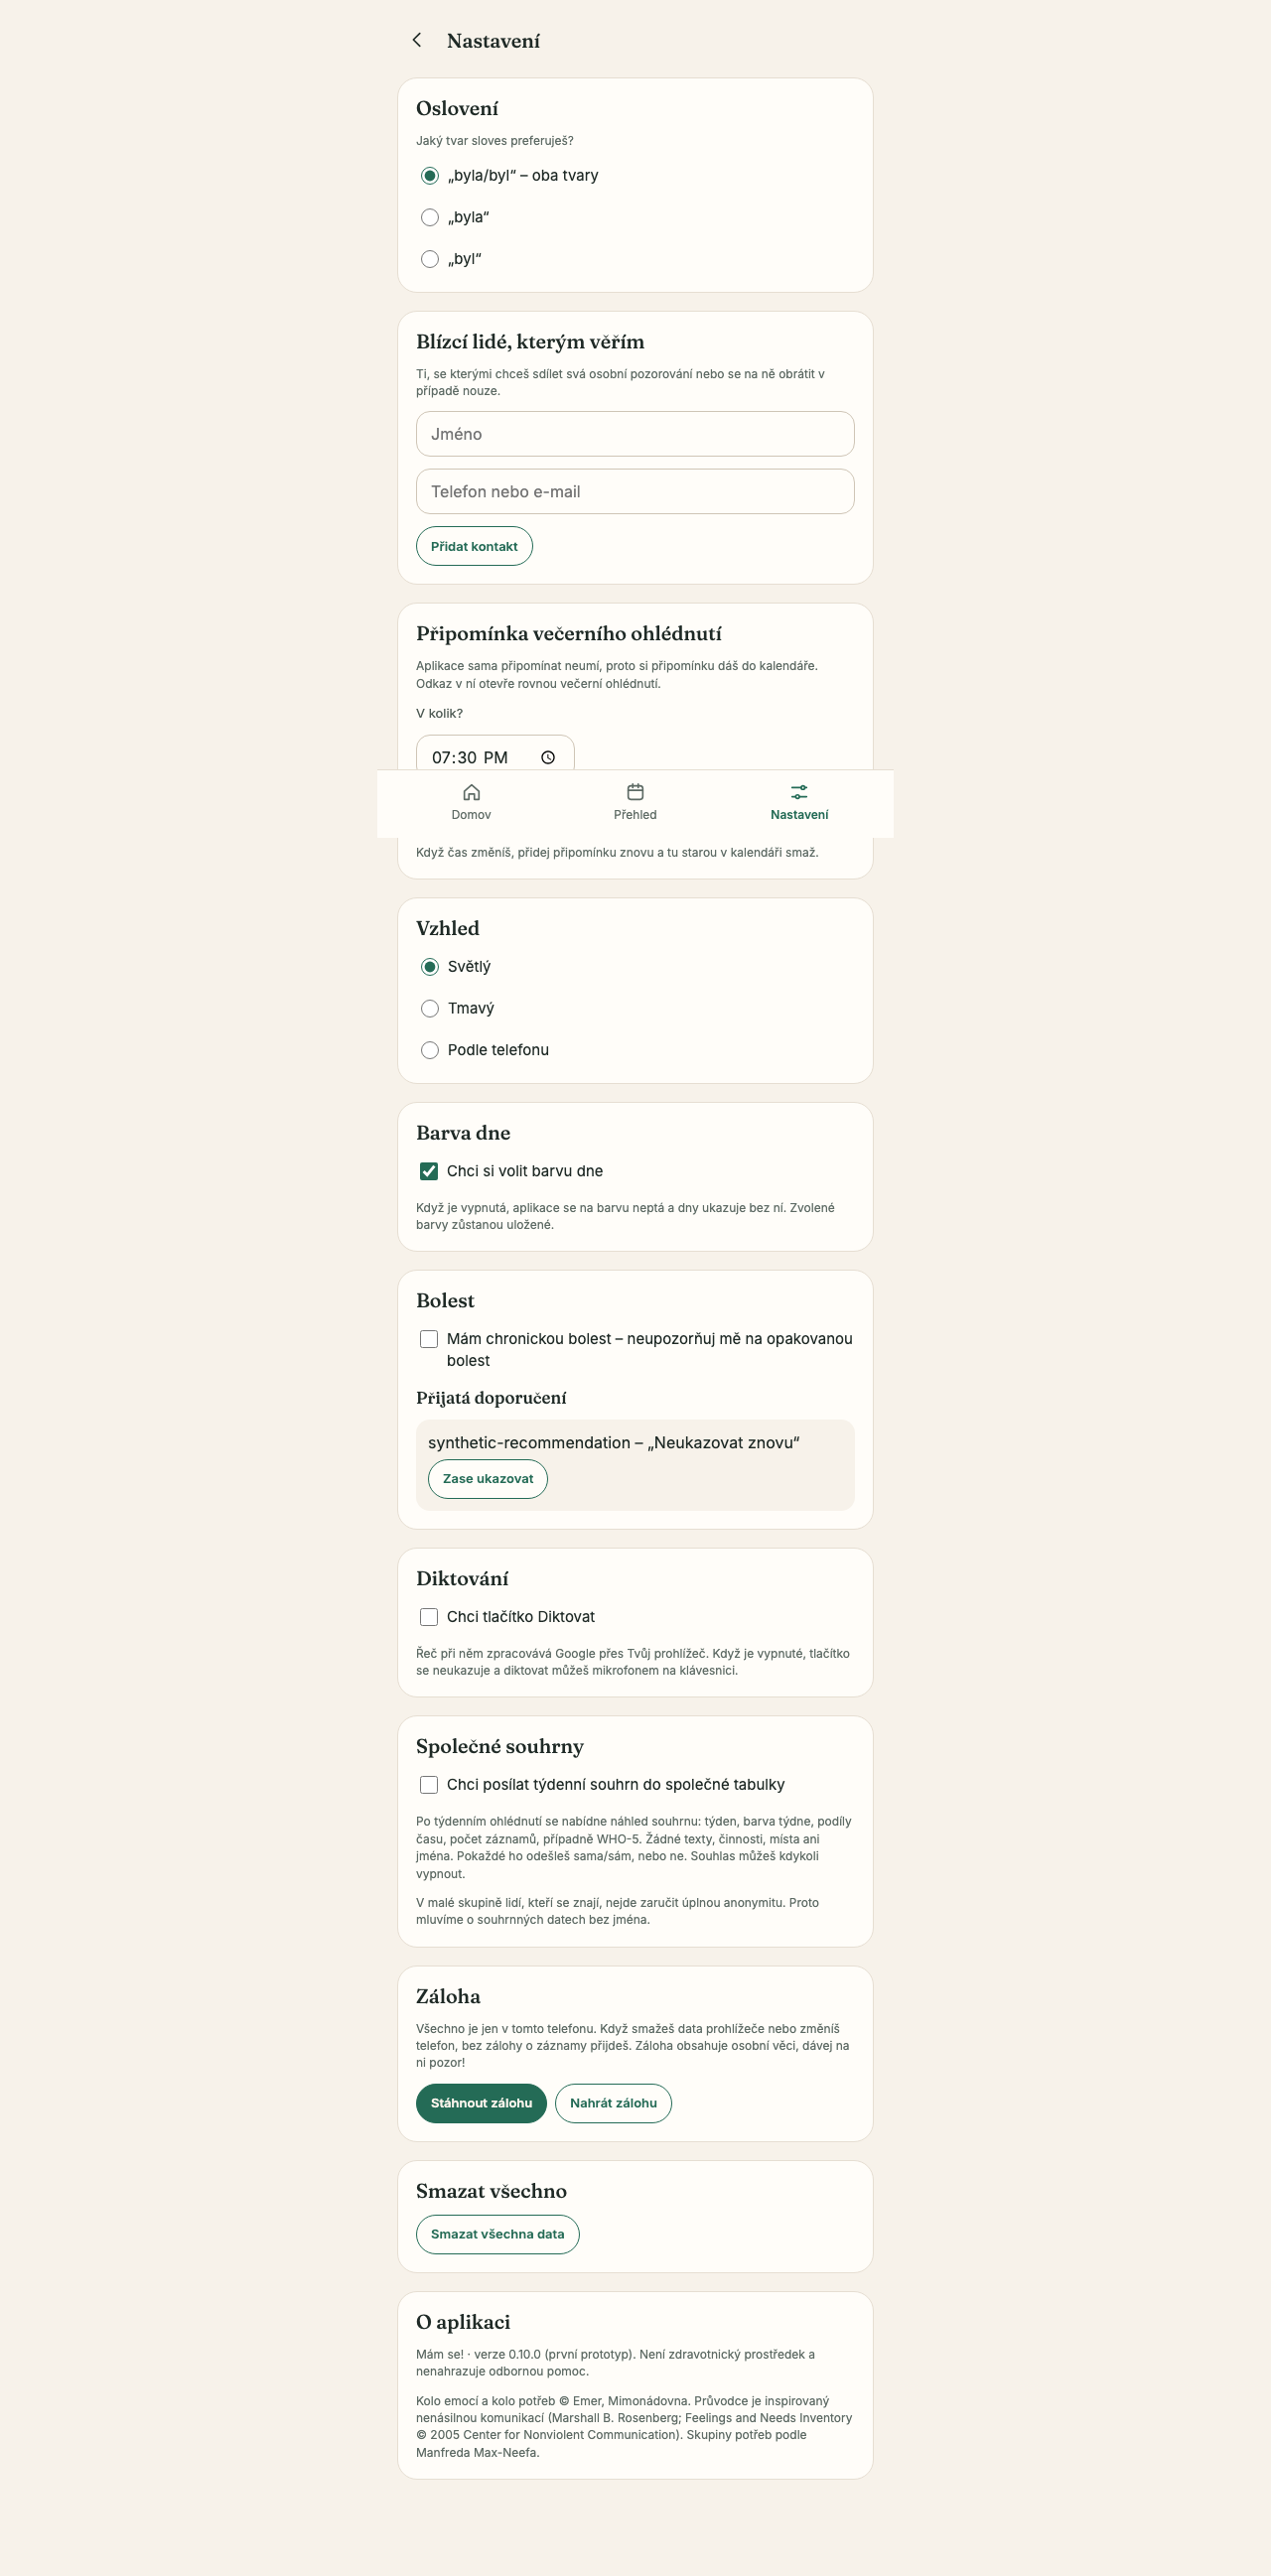 Nastavení
Oslovení
Jaký tvar sloves preferuješ?
„byla/byl“ – oba tvary
„byla“
„byl“
Blízcí lidé, kterým věřím
Ti, se kterými chceš sdílet svá osobní pozorování nebo se na ně obrátit v
případě nouze.
Jméno
Telefon nebo e-mail
Přidat kontakt
Připomínka večerního ohlédnutí
Aplikace sama připomínat neumí, proto si připomínku dáš do kalendáře.
Odkaz v ní otevře rovnou večerní ohlédnutí.
V kolik?
07:30 PM
Domov
Přehled
Nastavení
Když čas změníš, přidej připomínku znovu a tu starou v kalendáři smaž.
Vzhled
Světlý
Tmavý
Podle telefonu
Barva dne
Chci si volit barvu dne
Když je vypnutá, aplikace se na barvu neptá a dny ukazuje bez ní. Zvolené
barvy zůstanou uložené.
Bolest
Mám chronickou bolest – neupozorňuj mě na opakovanou
bolest
Přijatá doporučení
synthetic-recommendation – „Neukazovat znovu“
Zase ukazovat
Diktování
Chci tlačítko Diktovat
Řeč při něm zpracovává Google přes Tvůj prohlížeč. Když je vypnuté, tlačítko
se neukazuje a diktovat můžeš mikrofonem na klávesnici.
Společné souhrny
Chci posílat týdenní souhrn do společné tabulky
Po týdenním ohlédnutí se nabídne náhled souhrnu: týden, barva týdne, podíly
času, počet záznamů, případně WHO-5. Žádné texty, činnosti, místa ani
jména. Pokaždé ho odešleš sama/sám, nebo ne. Souhlas můžeš kdykoli
vypnout.
V malé skupině lidí, kteří se znají, nejde zaručit úplnou anonymitu. Proto
mluvíme o souhrnných datech bez jména.
Záloha
Všechno je jen v tomto telefonu. Když smažeš data prohlížeče nebo změníš
telefon, bez zálohy o záznamy přijdeš. Záloha obsahuje osobní věci, dávej na
ni pozor!
Stáhnout zálohu
Nahrát zálohu
Smazat všechno
Smazat všechna data
O aplikaci
Mám se! · verze 0.10.0 (první prototyp). Není zdravotnický prostředek a
nenahrazuje odbornou pomoc.
Kolo emocí a kolo potřeb © Emer, Mimonádovna. Průvodce je inspirovaný
nenásilnou komunikací (Marshall B. Rosenberg; Feelings and Needs Inventory
© 2005 Center for Nonviolent Communication). Skupiny potřeb podle
Manfreda Max-Neefa.